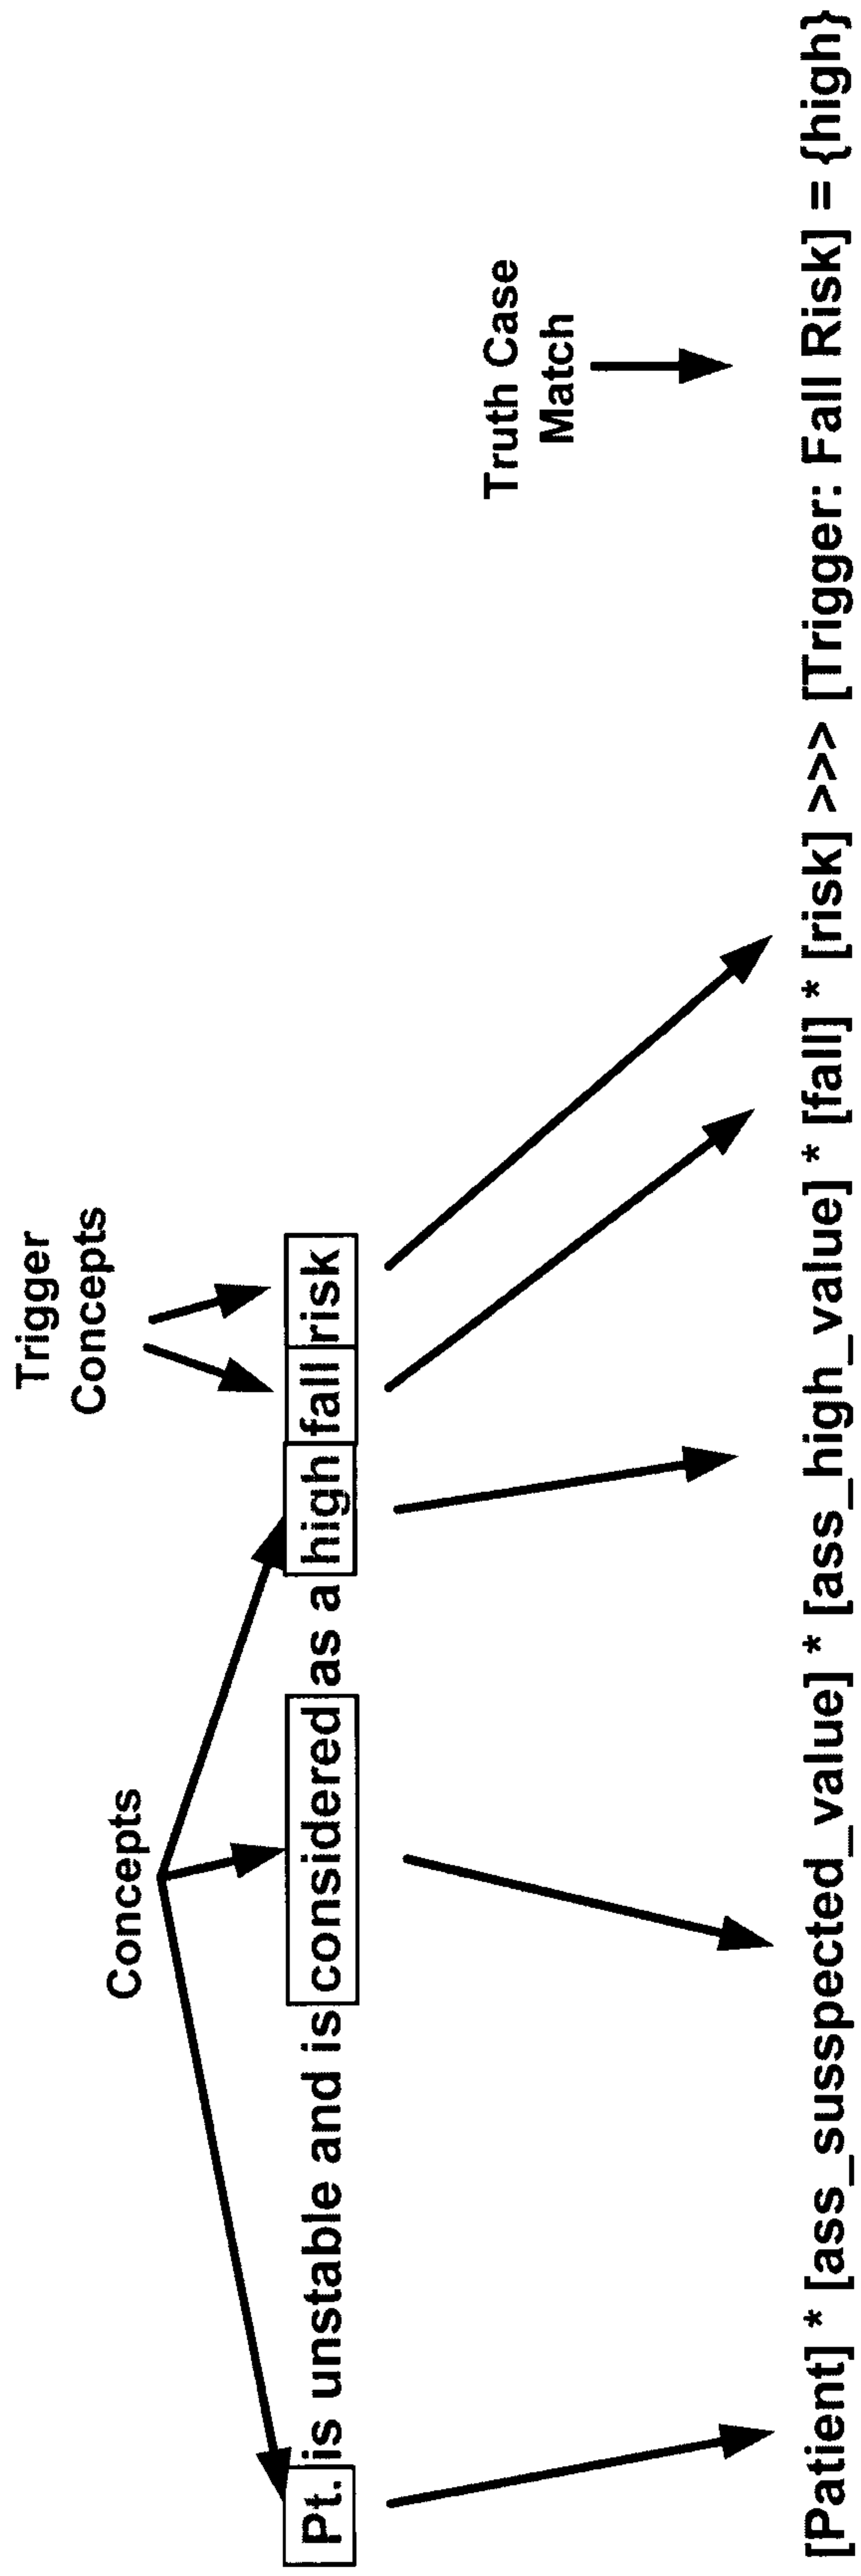 Trigger
Concepts
Concepts
Pt. is unstable and is considered as a high fall risk
Truth Case
Match
[Patient] * [ass_susspected_value] * [ass_high_value] * [fall] * [risk] >>> [Trigger: Fall Risk] = {high}